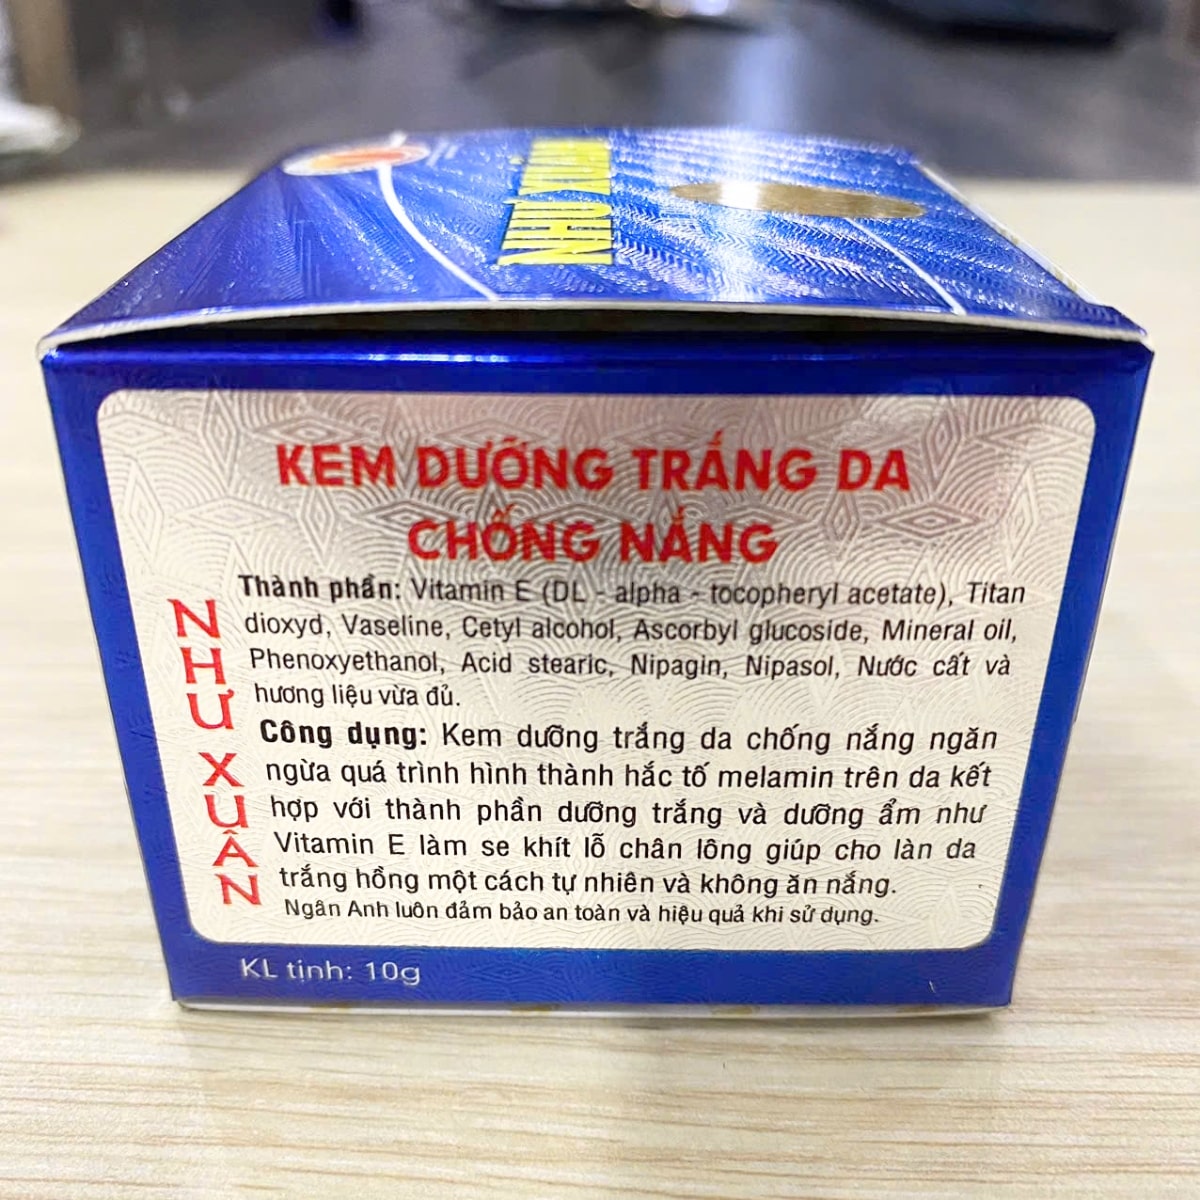 NHƯ XUÂN
KEM DƯỠNG TRẮNG DA
CHỐNG NẮNG
NHƯ XUÂN
Thành phần: Vitamin E (DL - alpha - tocopheryl acetate), Titan
dioxyd, Vaseline, Cetyl alcohol, Ascorbyl glucoside, Mineral oil,
Phenoxyethanol, Acid stearic, Nipagin, Nipasol, Nước cất và
hương liệu vừa đủ.
Công dụng: Kem dưỡng trắng da chống nắng ngăn
ngừa quá trình hình thành hắc tố melamin trên da kết
hợp với thành phần dưỡng trắng và dưỡng ẩm như
Vitamin E làm se khít lỗ chân lông giúp cho làn da
trắng hồng một cách tự nhiên và không ăn nắng.
Ngân Anh luôn đảm bảo an toàn và hiệu quả khi sử dụng.
KL tịnh: 10g